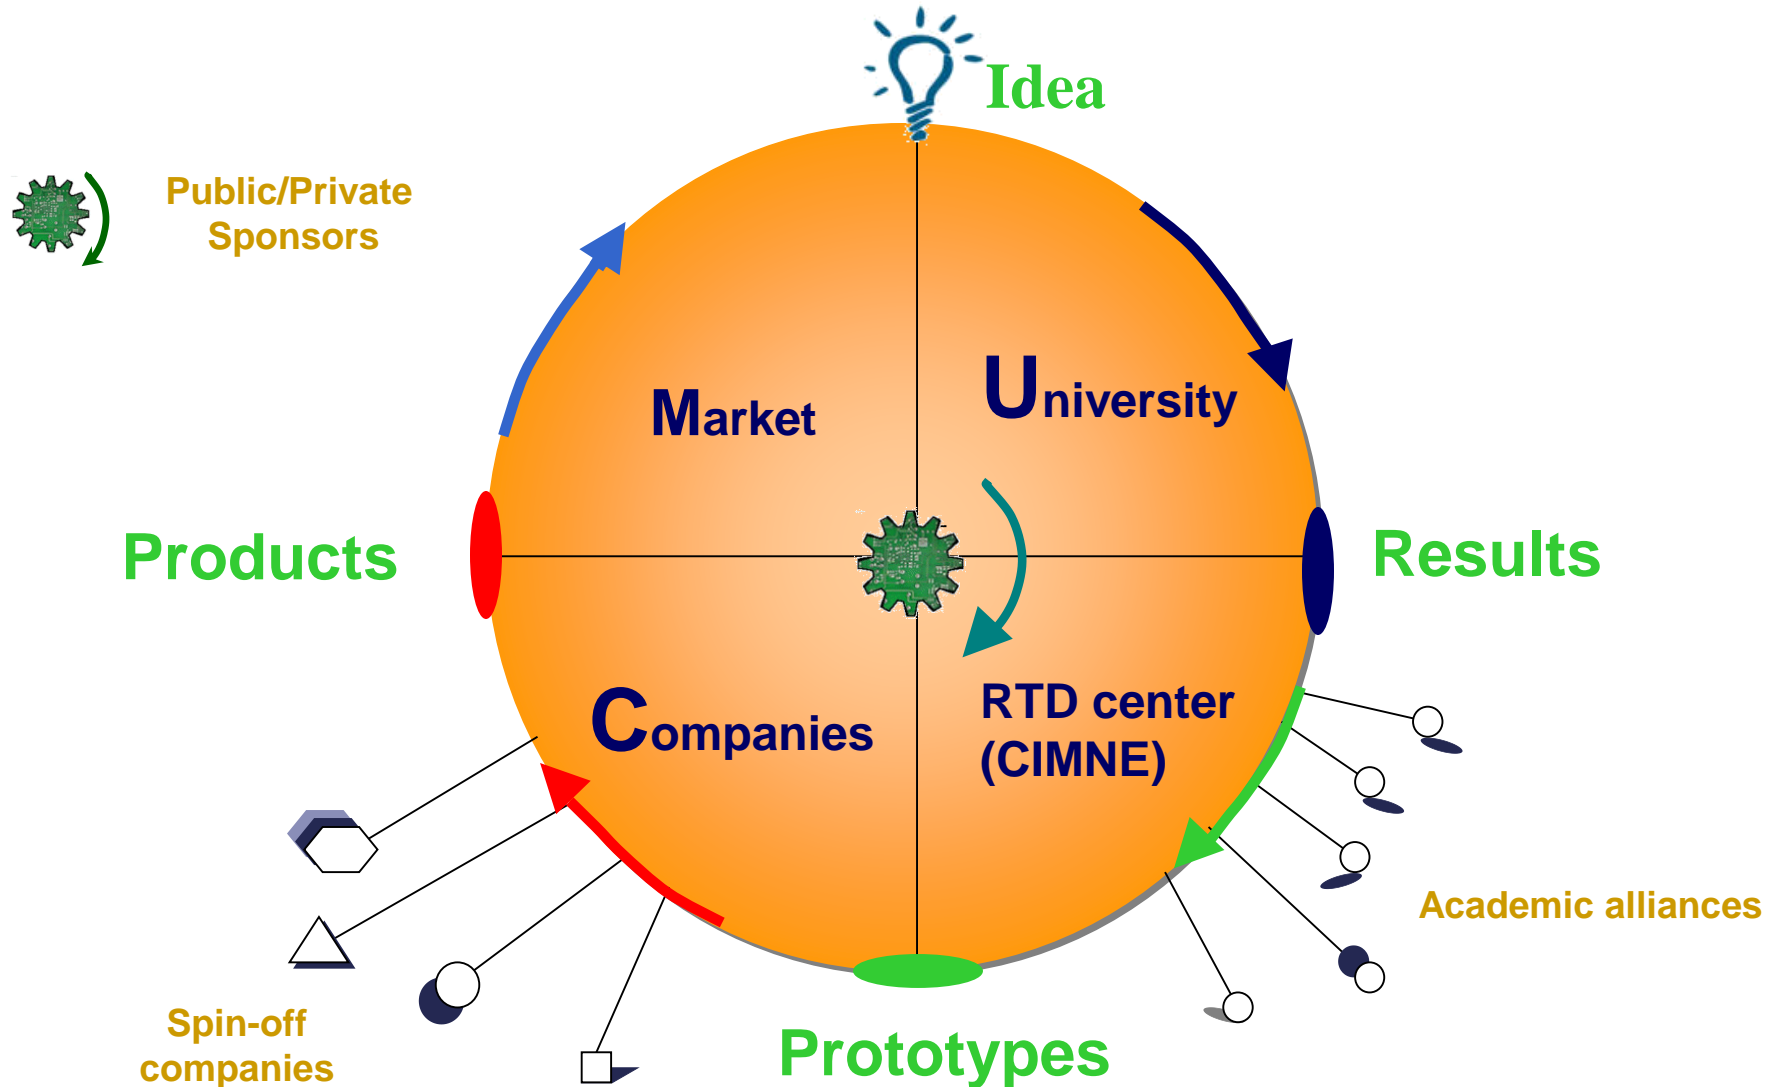 Idea
Public/Private
Sponsors
University
Market
Products
Results
RTD center
(CIMNE)
Companies
Academic alliances
Spin-off
companies
Prototypes